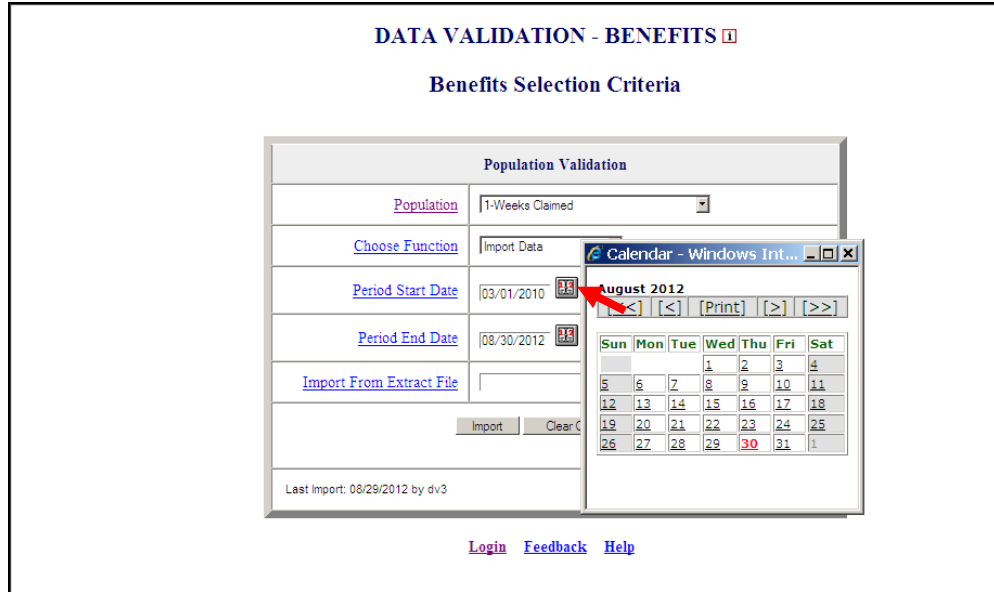 DATA VALIDATION - BENEFITS i
Benefits Selection Criteria
Population Validation
Population 1-Weeks Claimed
Choose Function Import Data
Period Start Date 03/01/2010
Period End Date 08/30/2012
Import From Extract File
Import Clear
Last Import: 08/29/2012 by dv3
Calendar - Windows Int...
August 2012
[<] [Print] [>] [>>]
Sun Mon Tue Wed Thu Fri Sat
1 2 3 4
5 6 7 8 9 10 11
12 13 14 15 16 17 18
19 20 21 22 23 24 25
26 27 28 29 30 31 1
Login Feedback Help